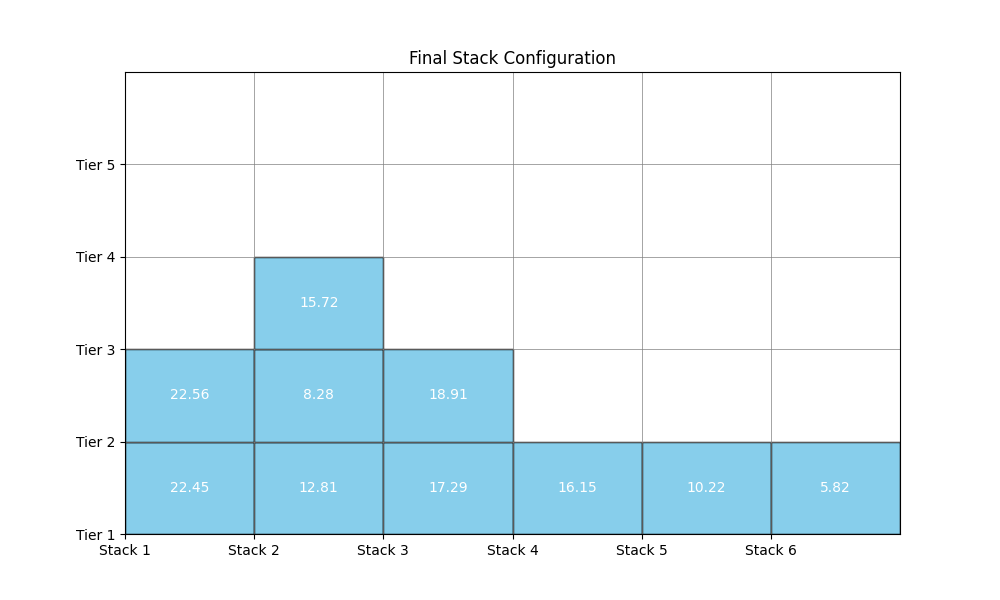 Final Stack Configuration
Tier 5
Tier 4
15.72
Tier 3
22.56 8.28 18.91
Tier 2
22.45 12.81 17.29 16.15 10.22 5.82
Tier 1
Stack 1 Stack 2 Stack 3 Stack 4 Stack 5 Stack 6